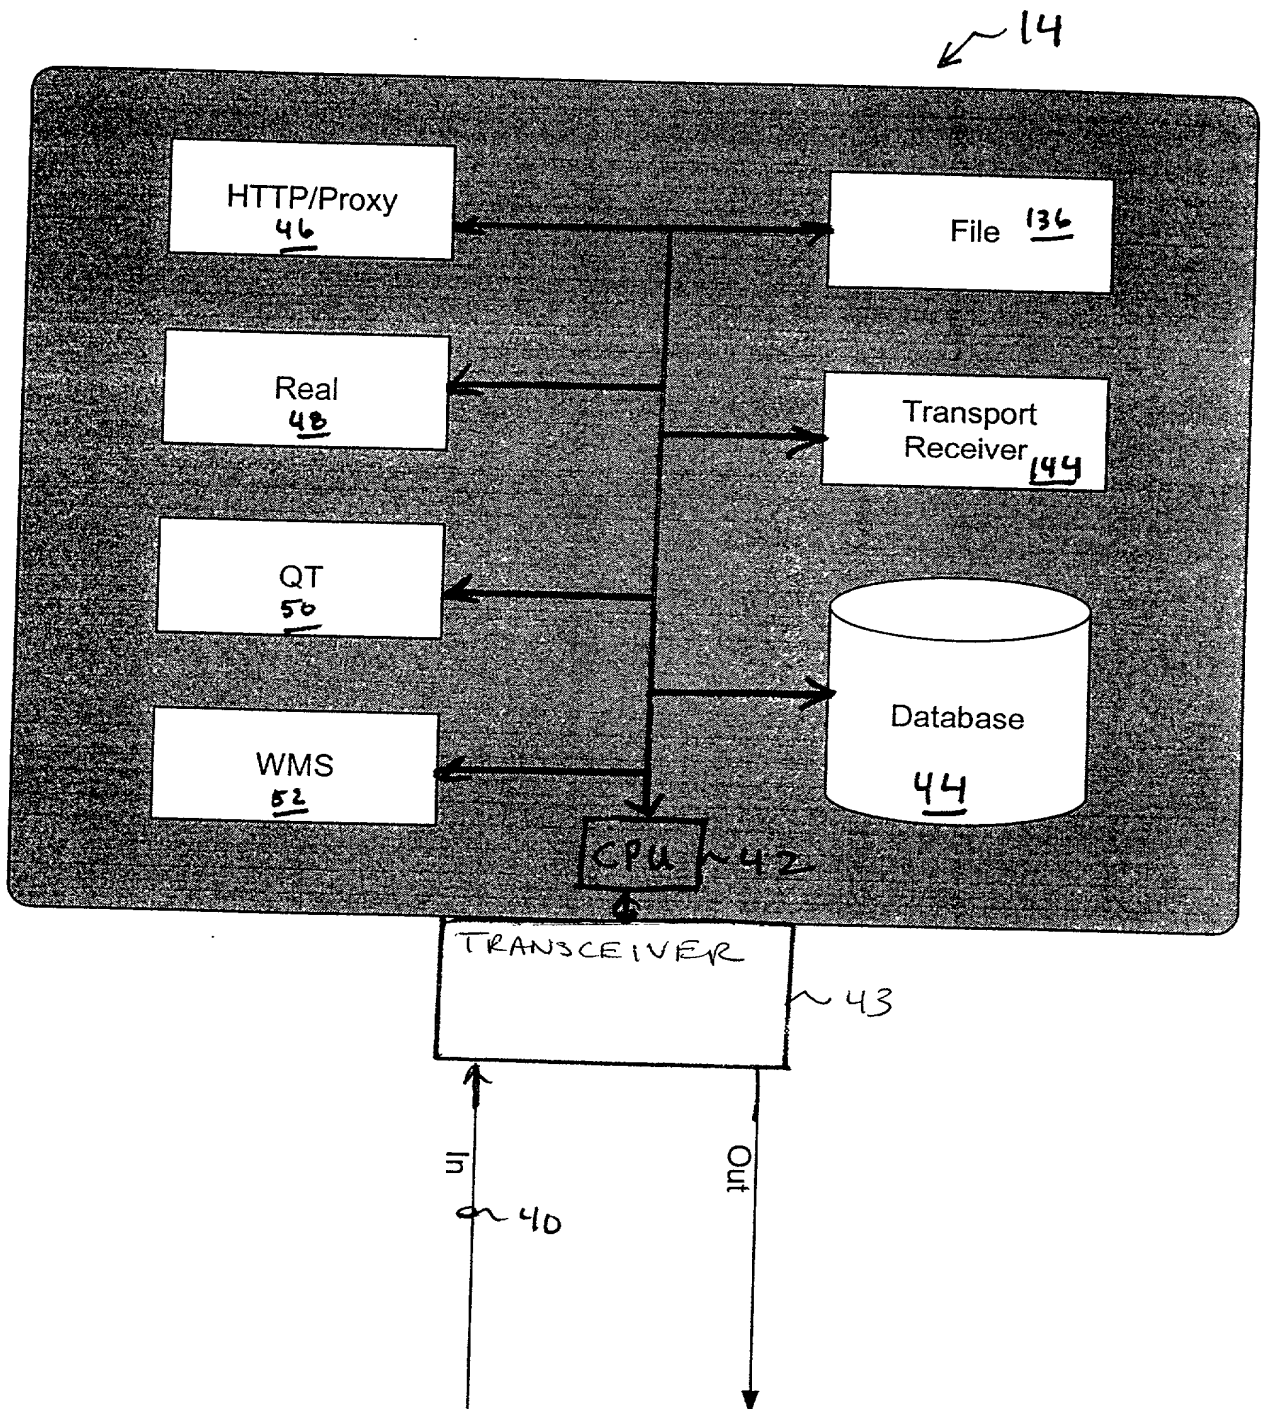 14
HTTP/Proxy
46
File 136
Real
48
Transport
Receiver 144
QT
50
Database
44
WMS
52
CPU 42
TRANSCEIVER
43
In
Out
40